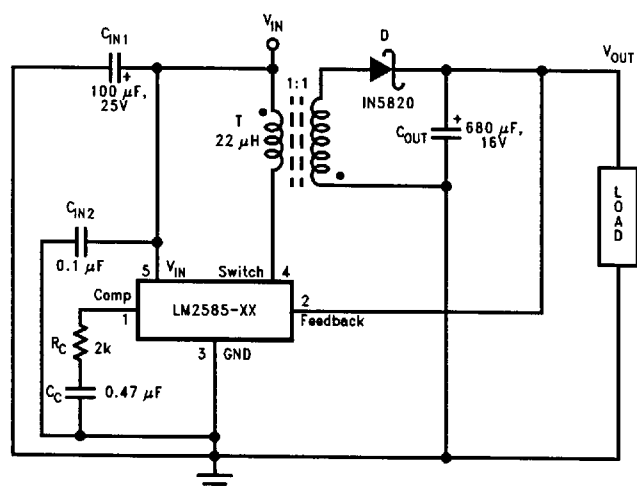 C_IN1
V_IN
D
V_OUT
+
100 µF,
25V
1:1
IN5820
T
22 µH
C_OUT
+
680 µF,
16V
LOAD
C_IN2
0.1 µF
5
V_IN
Switch
4
Comp
1
LM2585-XX
2
Feedback
R_C
2k
3
GND
C_C
0.47 µF